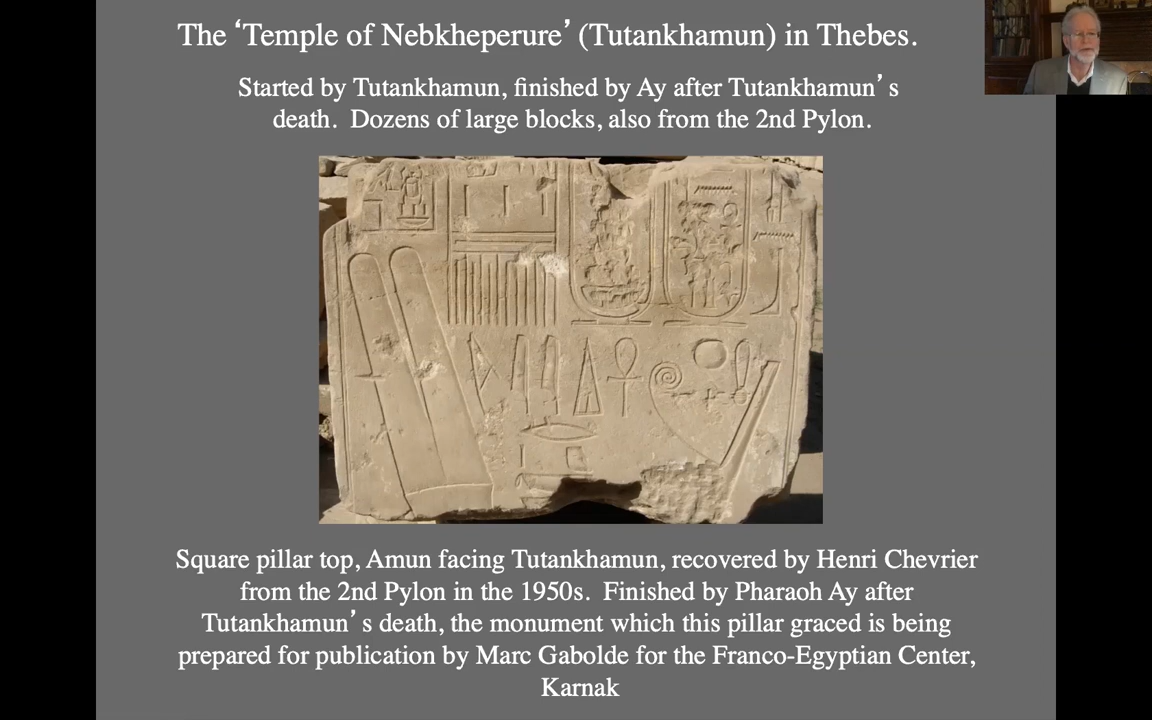 The ‘Temple of Nebkheperure’ (Tutankhamun) in Thebes.
Started by Tutankhamun, finished by Ay after Tutankhamun’s
death. Dozens of large blocks, also from the 2nd Pylon.
Square pillar top, Amun facing Tutankhamun, recovered by Henri Chevrier
from the 2nd Pylon in the 1950s. Finished by Pharaoh Ay after
Tutankhamun’s death, the monument which this pillar graced is being
prepared for publication by Marc Gabolde for the Franco-Egyptian Center,
Karnak